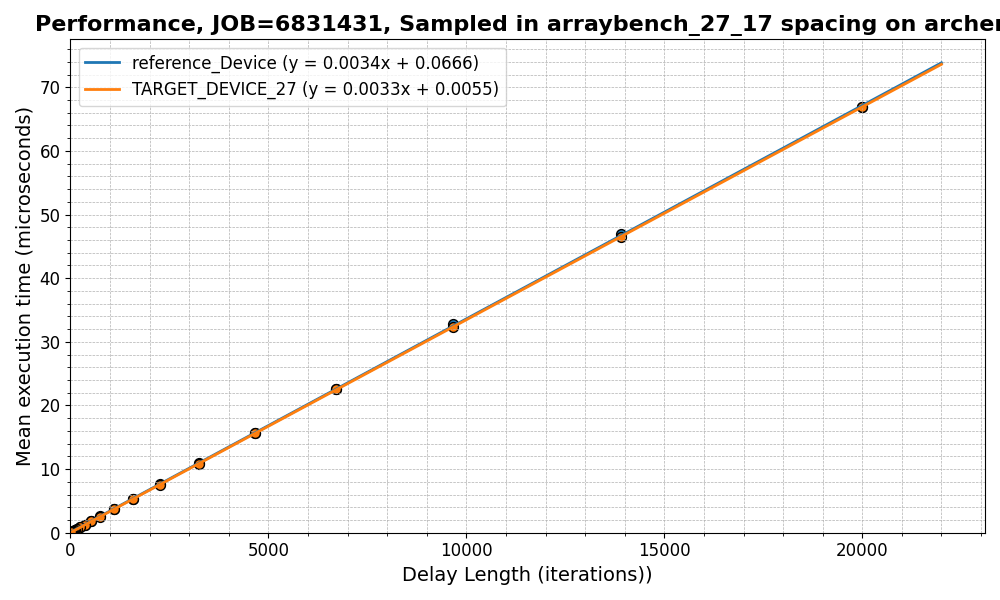 Performance, JOB=6831431, Sampled in arraybench_27_17 spacing on archer
reference_Device (y = 0.0034x + 0.0666)
TARGET_DEVICE_27 (y = 0.0033x + 0.0055)
Mean execution time (microseconds)
70
60
50
40
30
20
10
0
0 5000 10000 15000 20000
Delay Length (iterations))